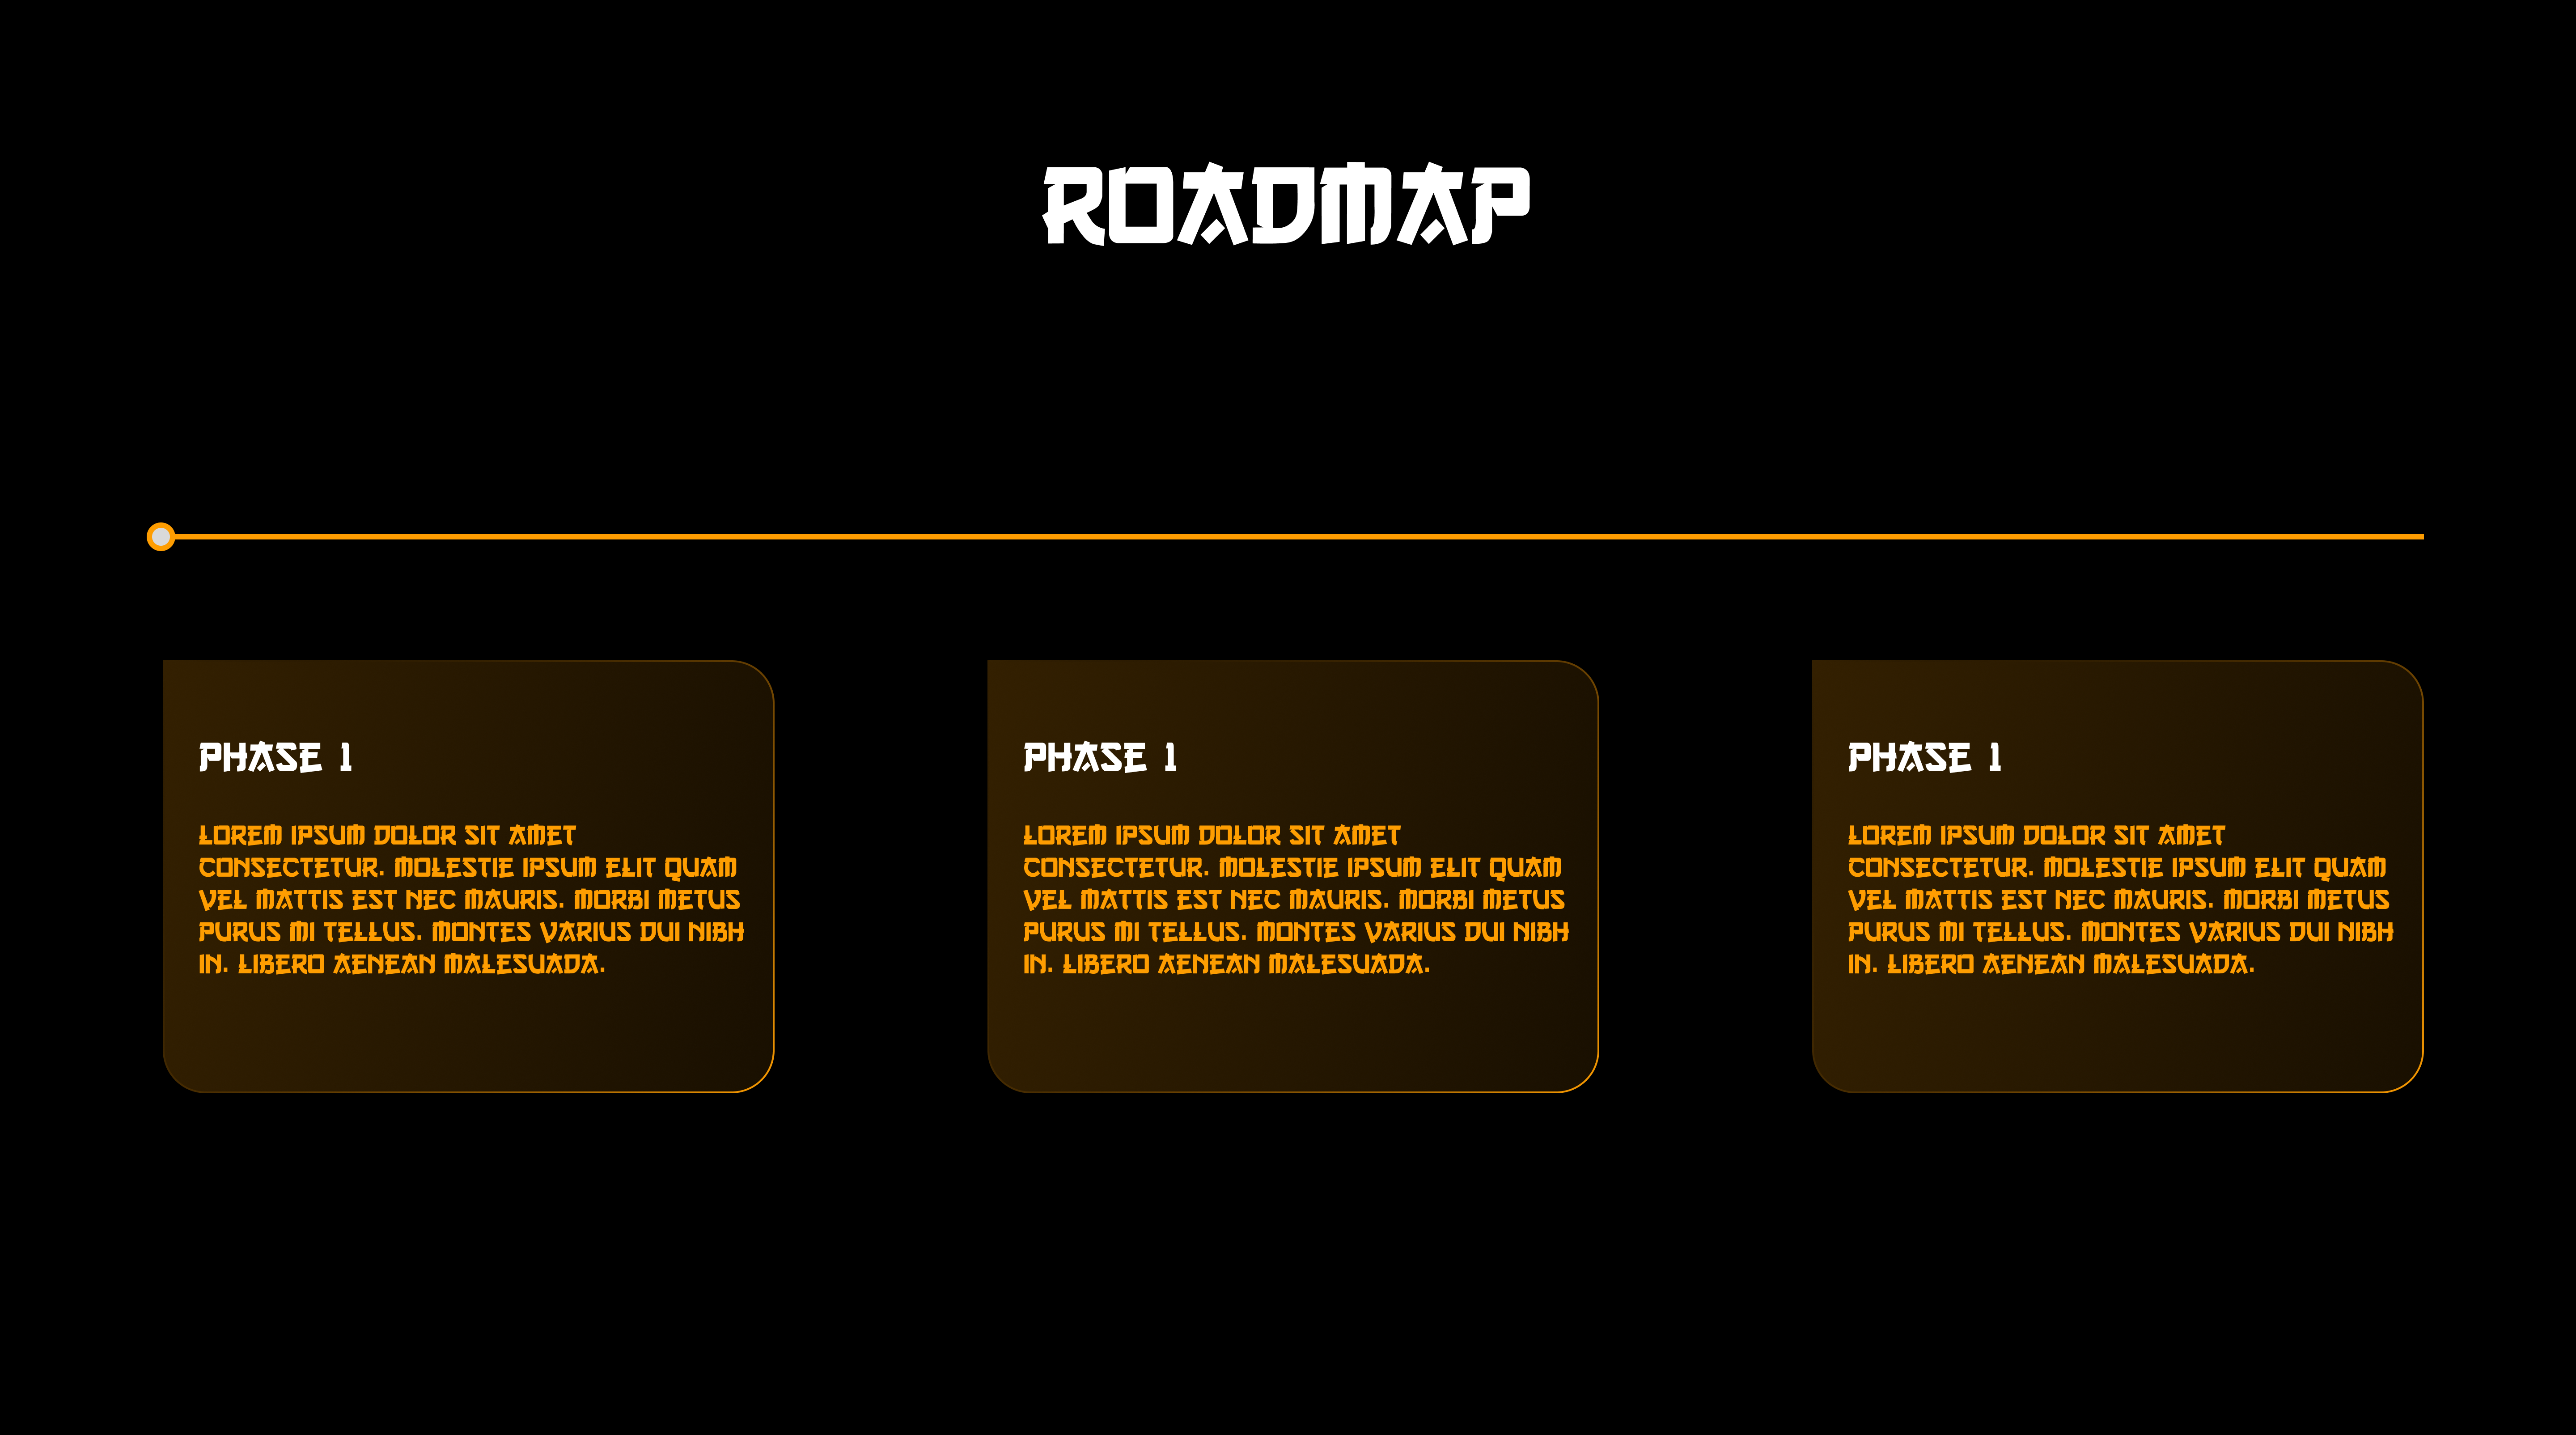 ROADMAP
PHASE 1
LOREM IPSUM DOLOR SIT AMET
CONSECTETUR. MOLESTIE IPSUM ELIT QUAM
VEL MATTIS EST NEC MAURIS. MORBI METUS
PURUS MI TELLUS. MONTES VARIUS DUI NIBH
IN. LIBERO AENEAN MALESUADA.
PHASE 1
LOREM IPSUM DOLOR SIT AMET
CONSECTETUR. MOLESTIE IPSUM ELIT QUAM
VEL MATTIS EST NEC MAURIS. MORBI METUS
PURUS MI TELLUS. MONTES VARIUS DUI NIBH
IN. LIBERO AENEAN MALESUADA.
PHASE 1
LOREM IPSUM DOLOR SIT AMET
CONSECTETUR. MOLESTIE IPSUM ELIT QUAM
VEL MATTIS EST NEC MAURIS. MORBI METUS
PURUS MI TELLUS. MONTES VARIUS DUI NIBH
IN. LIBERO AENEAN MALESUADA.